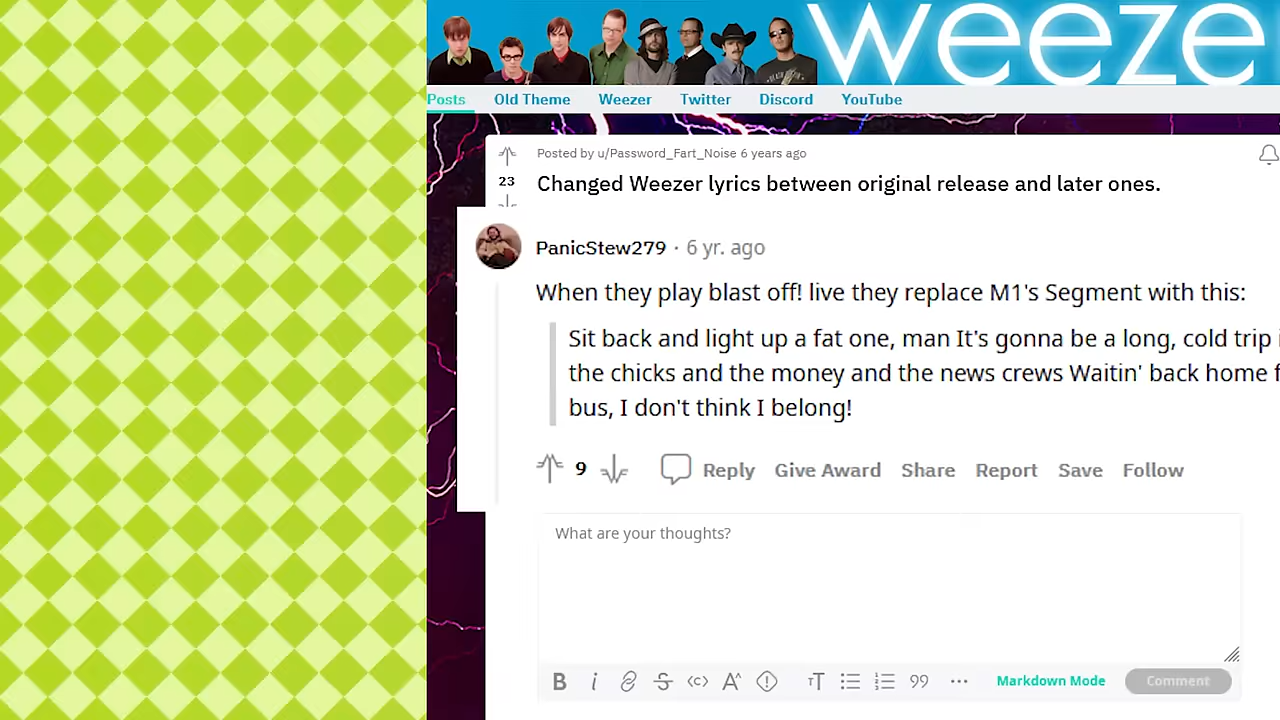 weeze
Posts Old Theme Weezer Twitter Discord YouTube
Posted by u/Password_Fart_Noise 6 years ago
23
Changed Weezer lyrics between original release and later ones.
PanicStew279 · 6 yr. ago
When they play blast off! live they replace M1's Segment with this:
Sit back and light up a fat one, man It's gonna be a long, cold trip
the chicks and the money and the news crews Waitin' back home
bus, I don't think I belong!
9 Reply Give Award Share Report Save Follow
What are your thoughts?
B i S <c> A^ T 99 ... Markdown Mode Comment